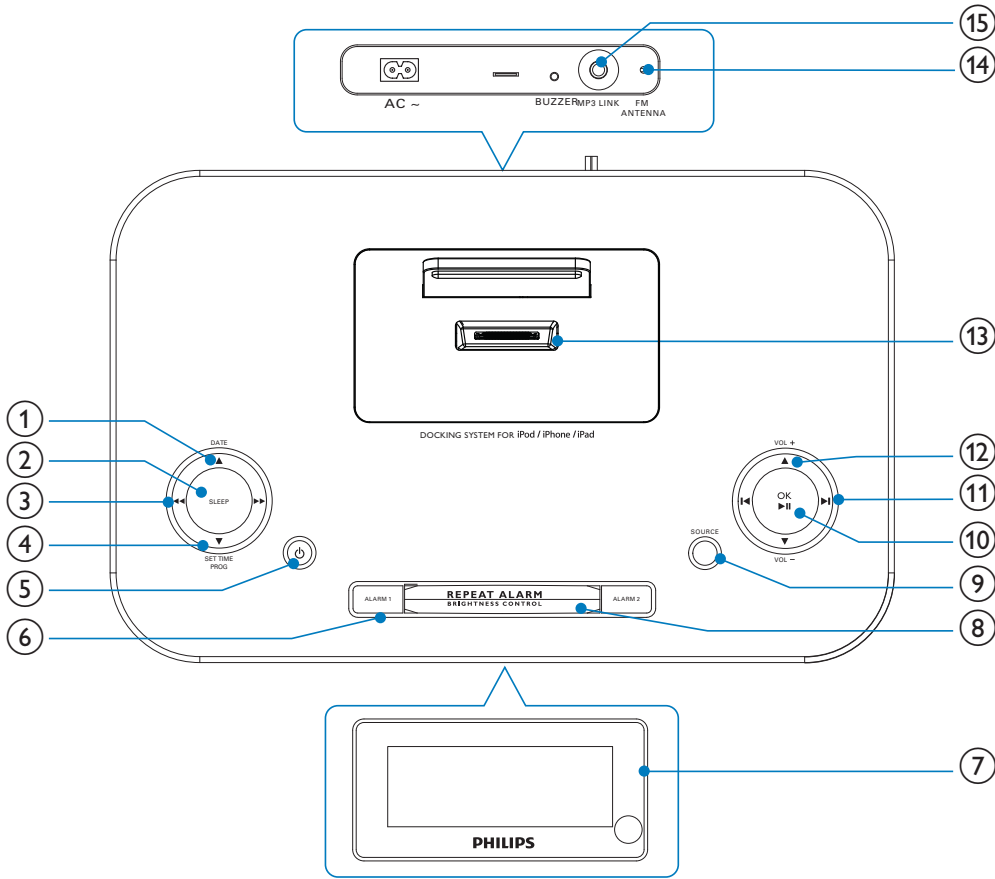 15
14
AC ~
BUZZER
MP3 LINK
FM
ANTENNA
13
DOCKING SYSTEM FOR iPod / iPhone / iPad
1
2
3
4
5
6
DATE
SLEEP
SET TIME
PROG
VOL +
OK
VOL −
SOURCE
12
11
10
9
8
ALARM 1
REPEAT ALARM
BRIGHTNESS CONTROL
ALARM 2
7
PHILIPS